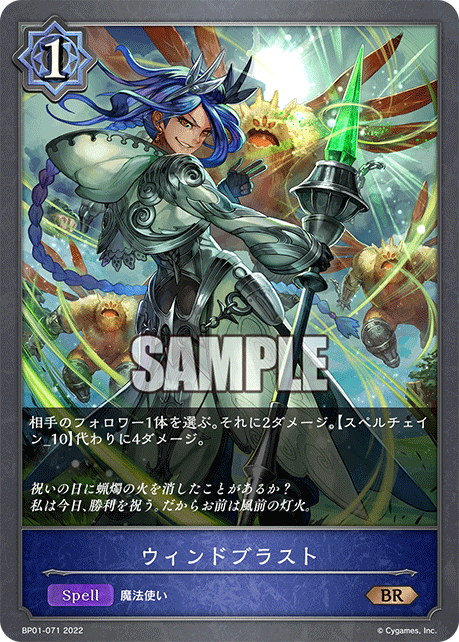 1
SAMPLE
相手のフォロワー1体を選ぶ。それに2ダメージ。【スペルチェイ
ン_10】代わりに4ダメージ。
祝いの日に蝋燭の火を消したことがあるか?
私は今日、勝利を祝う。だからお前は風前の灯火。
ウィンドブラスト
Spell 魔法使い BR
BP01-071 2022 © Cygames, Inc.